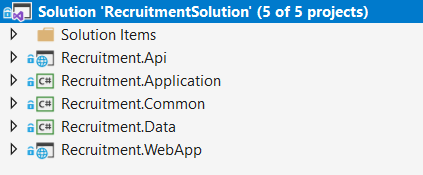 Solution 'RecruitmentSolution' (5 of 5 projects)
Solution Items
Recruitment.Api
C# Recruitment.Application
C# Recruitment.Common
C# Recruitment.Data
Recruitment.WebApp